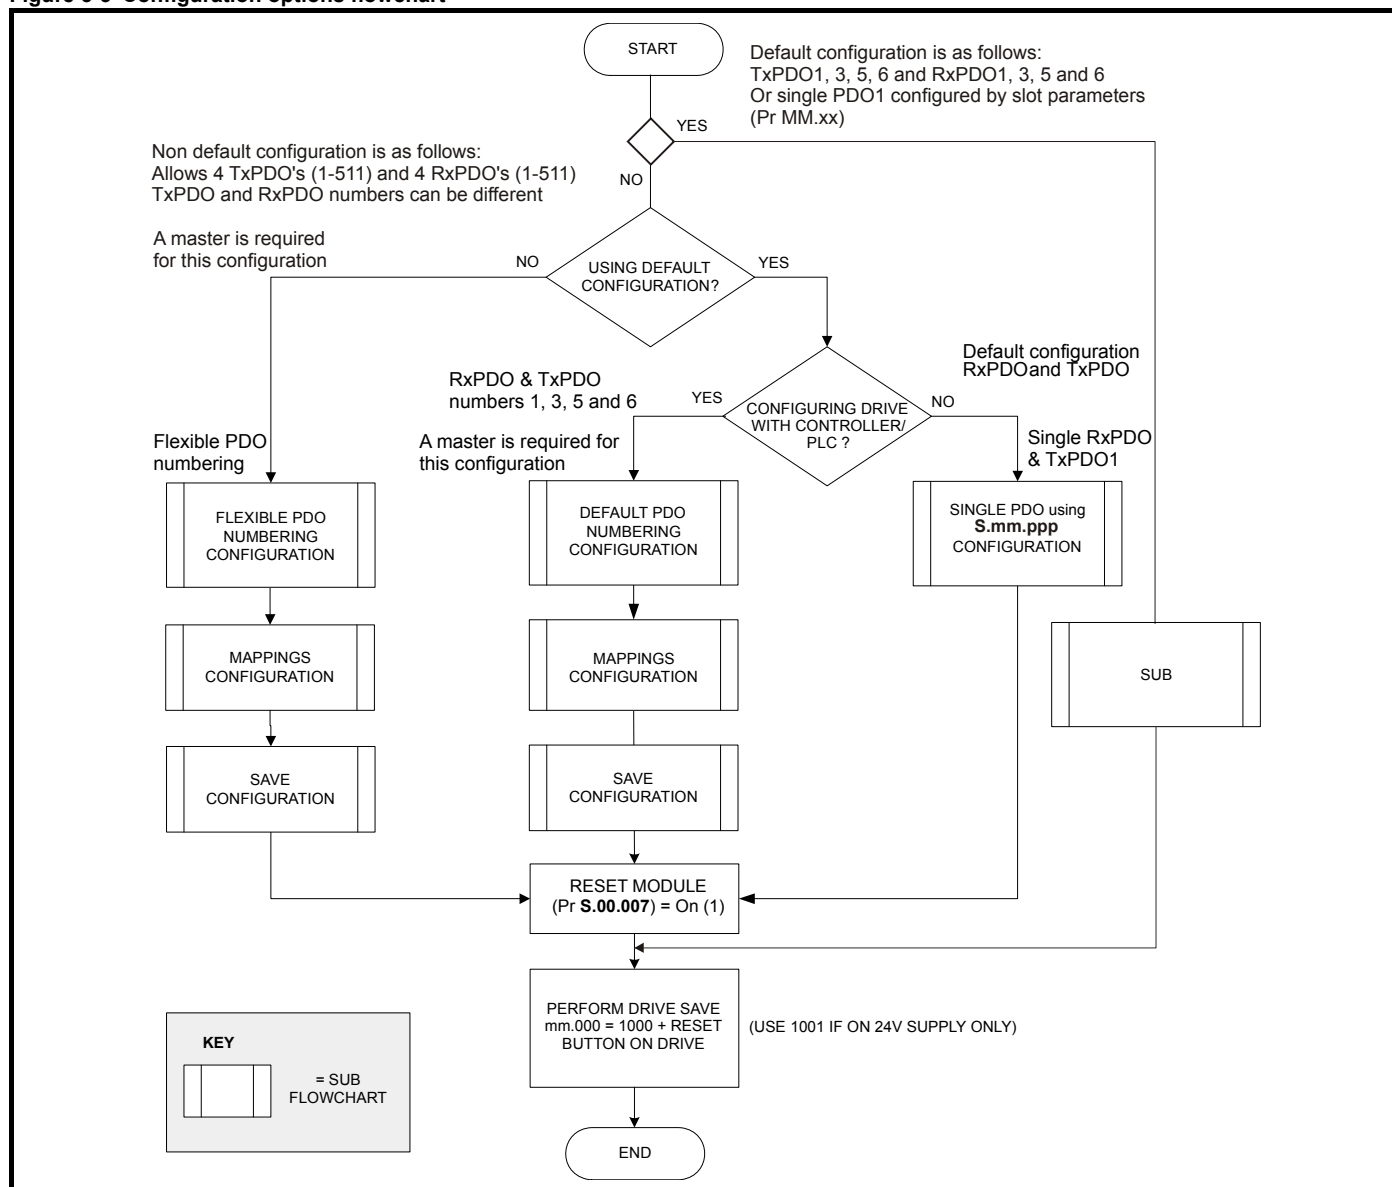 Figure 6-3 Configuration options flowchart
START
Default configuration is as follows:
TxPDO1, 3, 5, 6 and RxPDO1, 3, 5 and 6
Or single PDO1 configured by slot parameters
(Pr MM.xx)
YES
NO
Non default configuration is as follows:
Allows 4 TxPDO's (1-511) and 4 RxPDO's (1-511)
TxPDO and RxPDO numbers can be different
A master is required
for this configuration
NO
USING DEFAULT
CONFIGURATION?
YES
Default configuration
RxPDO and TxPDO
RxPDO & TxPDO
numbers 1, 3, 5 and 6
YES
CONFIGURING DRIVE
WITH CONTROLLER/
PLC ?
NO
Flexible PDO
numbering
A master is required for
this configuration
Single RxPDO
& TxPDO1
FLEXIBLE PDO
NUMBERING
CONFIGURATION
DEFAULT PDO
NUMBERING
CONFIGURATION
SINGLE PDO using
S.mm.ppp
CONFIGURATION
MAPPINGS
CONFIGURATION
MAPPINGS
CONFIGURATION
SUB
SAVE
CONFIGURATION
SAVE
CONFIGURATION
RESET MODULE
(Pr S.00.007) = On (1)
PERFORM DRIVE SAVE
mm.000 = 1000 + RESET
BUTTON ON DRIVE
(USE 1001 IF ON 24V SUPPLY ONLY)
KEY
= SUB
FLOWCHART
END